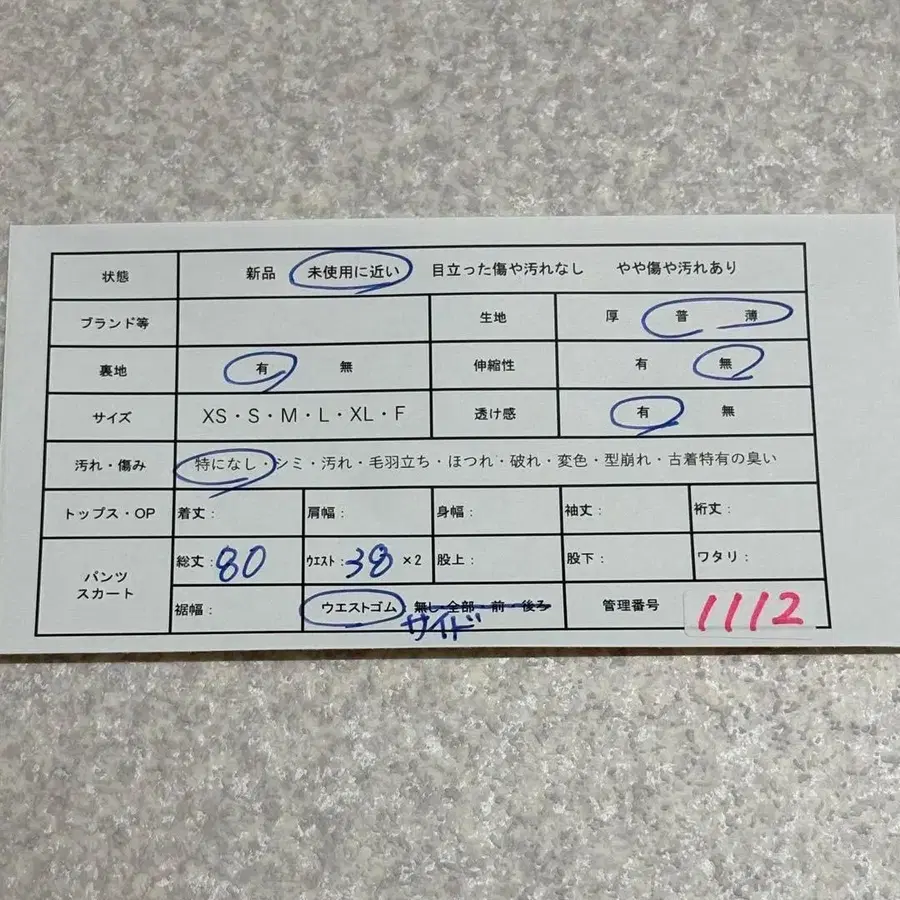 状態 新品 未使用に近い 目立った傷や汚れなし やや傷や汚れあり
ブランド等 生地 厚 普 薄
裏地 有 無 伸縮性 有 無
サイズ XS・S・M・L・XL・F 透け感 有 無
汚れ・傷み 特になし・シミ・汚れ・毛羽立ち・ほつれ・破れ・変色・型崩れ・古着特有の臭い
トップス・OP 着丈: 肩幅: 身幅: 袖丈: 裄丈:
パンツ スカート 総丈:80 ウエスト:38×2 股上: 股下: ワタリ:
裾幅: ウエストゴム:無し・全部・前・後ろ 管理番号 1112
サイド